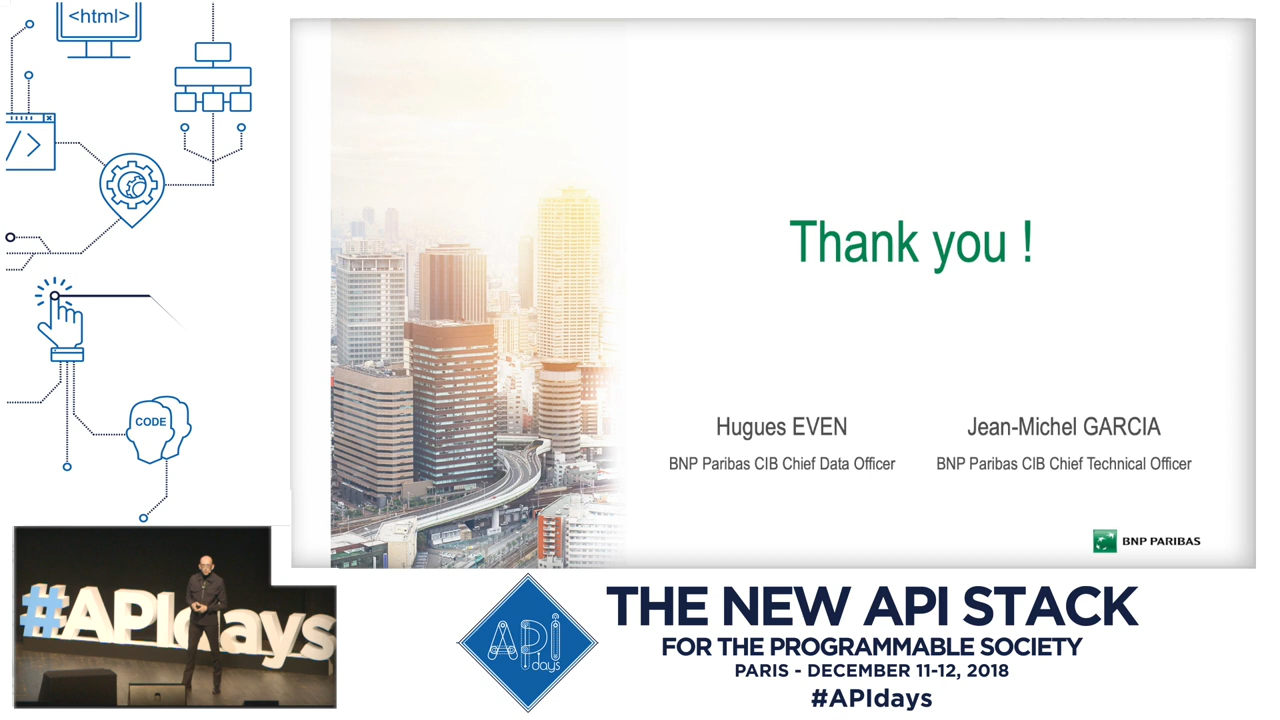 <html>
</>
CODE
Thank you !
Hugues EVEN
BNP Paribas CIB Chief Data Officer
Jean-Michel GARCIA
BNP Paribas CIB Chief Technical Officer
BNP PARIBAS
#APIdays
API
days
THE NEW API STACK
FOR THE PROGRAMMABLE SOCIETY
PARIS - DECEMBER 11-12, 2018
#APIdays